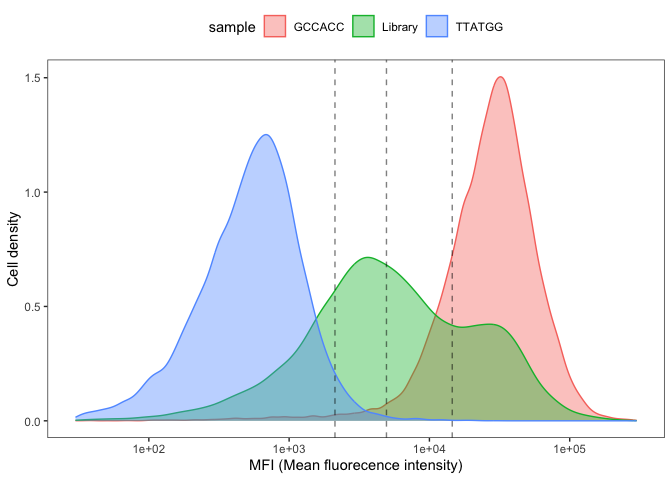 sample GCCACC Library TTATGG
1.5
1.0
0.5
0.0
Cell density
1e+02 1e+03 1e+04 1e+05
MFI (Mean fluorecence intensity)